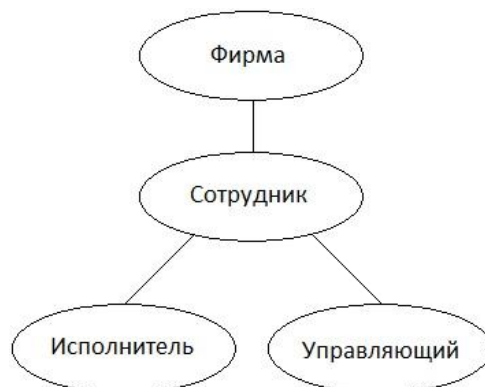 Фирма
Сотрудник
Исполнитель
Управляющий